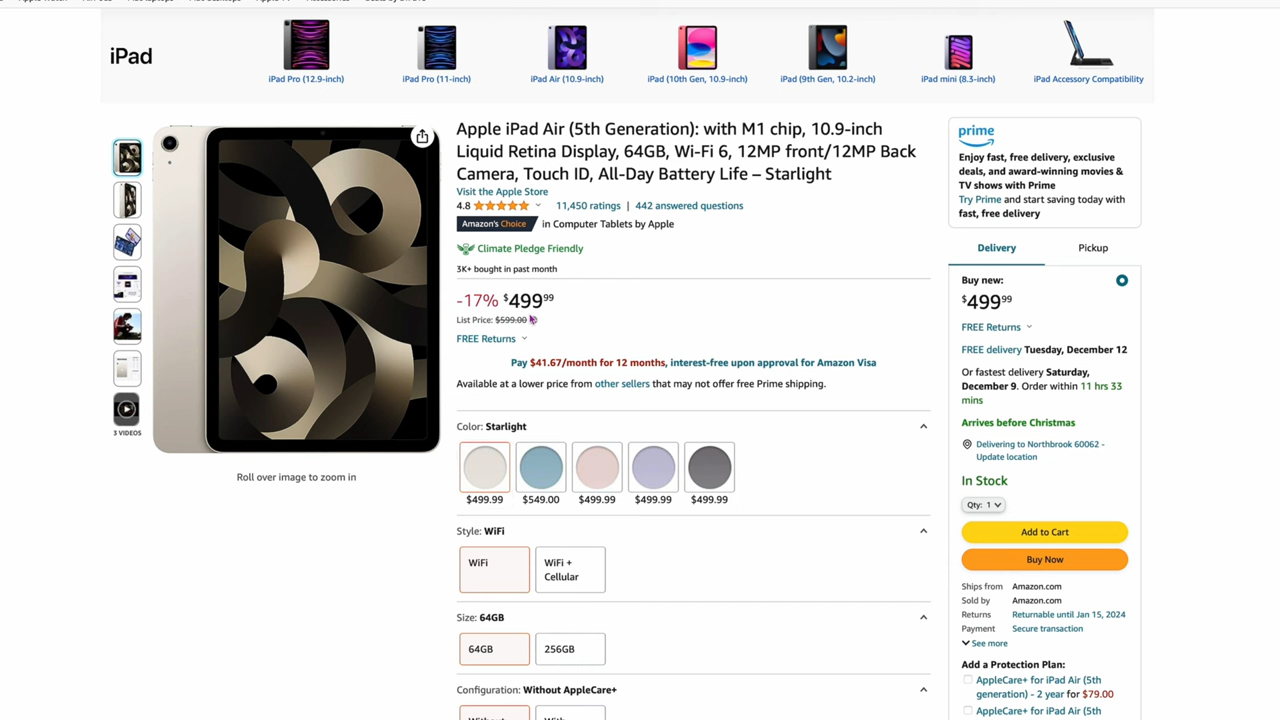 iPad
iPad Pro (12.9-inch)
iPad Pro (11-inch)
iPad Air (10.9-inch)
iPad (10th Gen, 10.9-inch)
iPad (9th Gen, 10.2-inch)
iPad mini (8.3-inch)
iPad Accessory Compatibility
3 VIDEOS
Roll over image to zoom in
Apple iPad Air (5th Generation): with M1 chip, 10.9-inch
Liquid Retina Display, 64GB, Wi-Fi 6, 12MP front/12MP Back
Camera, Touch ID, All-Day Battery Life – Starlight
Visit the Apple Store
4.8 11,450 ratings | 442 answered questions
Amazon's Choice in Computer Tablets by Apple
Climate Pledge Friendly
3K+ bought in past month
-17% $49999
List Price: $599.00
FREE Returns
Pay $41.67/month for 12 months, interest-free upon approval for Amazon Visa
Available at a lower price from other sellers that may not offer free Prime shipping.
Color: Starlight
$499.99 $549.00 $499.99 $499.99 $499.99
Style: WiFi
WiFi
WiFi +
Cellular
Size: 64GB
64GB 256GB
Configuration: Without AppleCare+
Without With
prime
Enjoy fast, free delivery, exclusive
deals, and award-winning movies &
TV shows with Prime
Try Prime and start saving today with
fast, free delivery
Delivery Pickup
Buy new:
$49999
FREE Returns
FREE delivery Tuesday, December 12
Or fastest delivery Saturday,
December 9. Order within 11 hrs 33
mins
Arrives before Christmas
Delivering to Northbrook 60062 -
Update location
In Stock
Qty: 1
Add to Cart
Buy Now
Ships from Amazon.com
Sold by Amazon.com
Returns Returnable until Jan 15, 2024
Payment Secure transaction
See more
Add a Protection Plan:
AppleCare+ for iPad Air (5th
generation) - 2 year for $79.00
AppleCare+ for iPad Air (5th